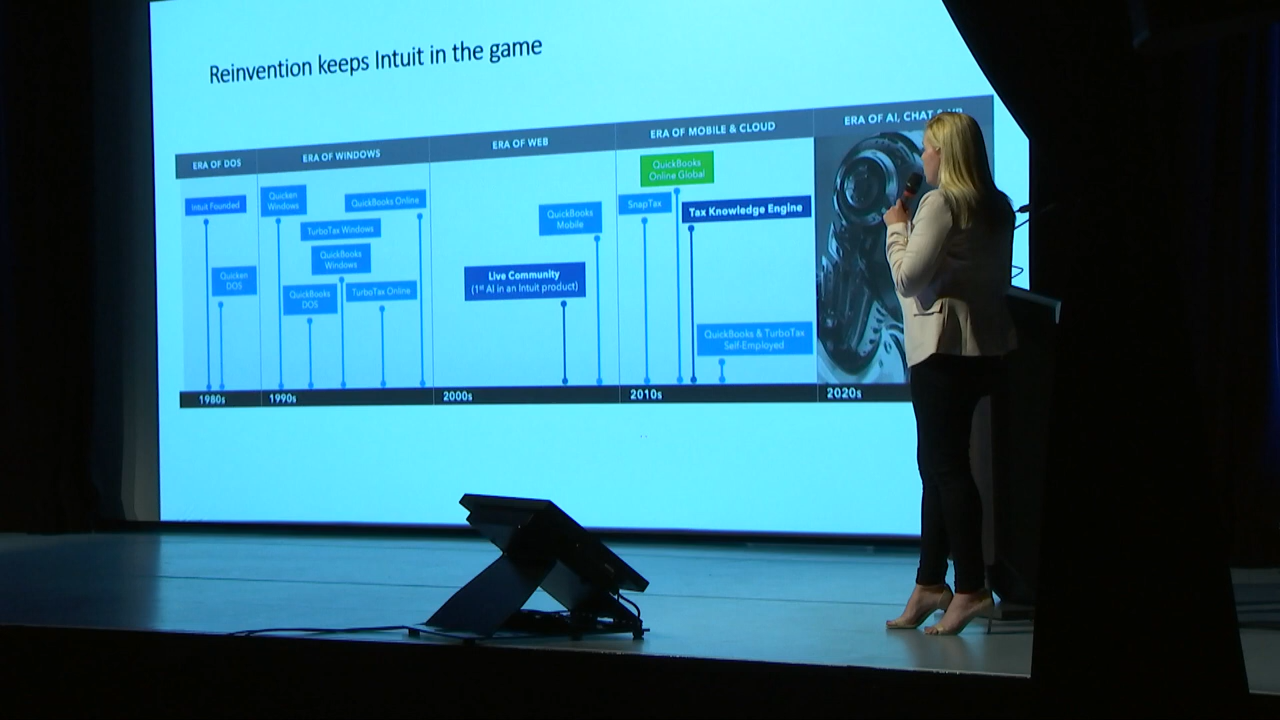 Reinvention keeps Intuit in the game
ERA OF DOS
ERA OF WINDOWS
ERA OF WEB
ERA OF MOBILE & CLOUD
ERA OF AI, CHAT &
Intuit Founded
Quicken
DOS
Quicken
Windows
TurboTax Windows
QuickBooks
Windows
QuickBooks
DOS
TurboTax Online
QuickBooks Online
Live Community
(1st AI in an Intuit product)
QuickBooks
Mobile
QuickBooks
Online Global
SnapTax
Tax Knowledge Engine
QuickBooks & TurboTax
Self-Employed
1980s
1990s
2000s
2010s
2020s